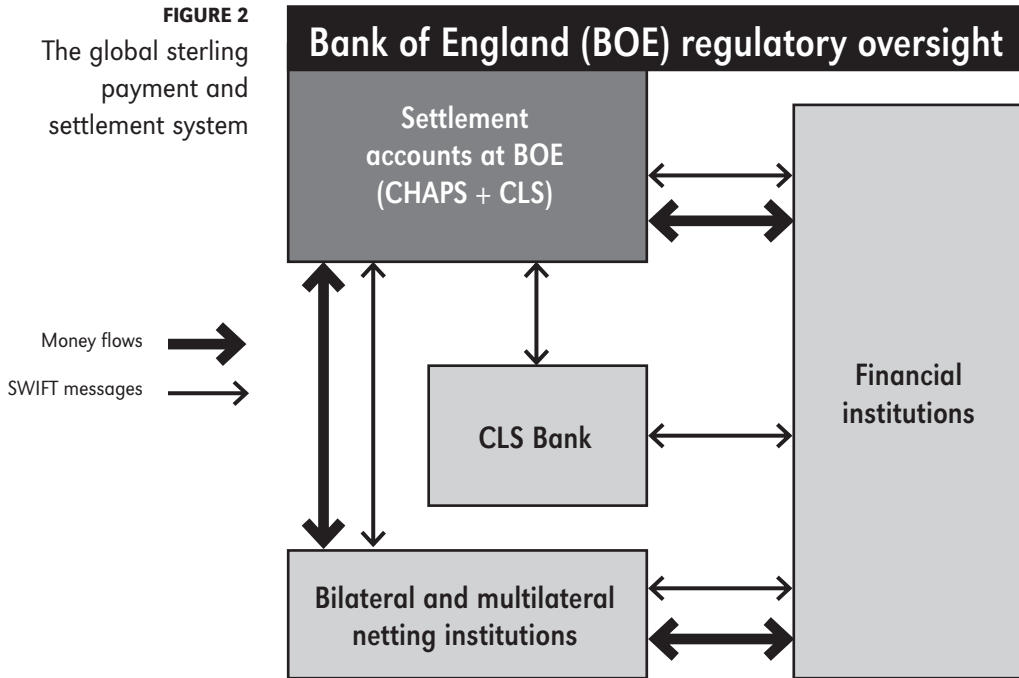 FIGURE 2
The global sterling
payment and
settlement system
Bank of England (BOE) regulatory oversight
Settlement
accounts at BOE
(CHAPS + CLS)
Money flows
SWIFT messages
CLS Bank
Financial
institutions
Bilateral and multilateral
netting institutions